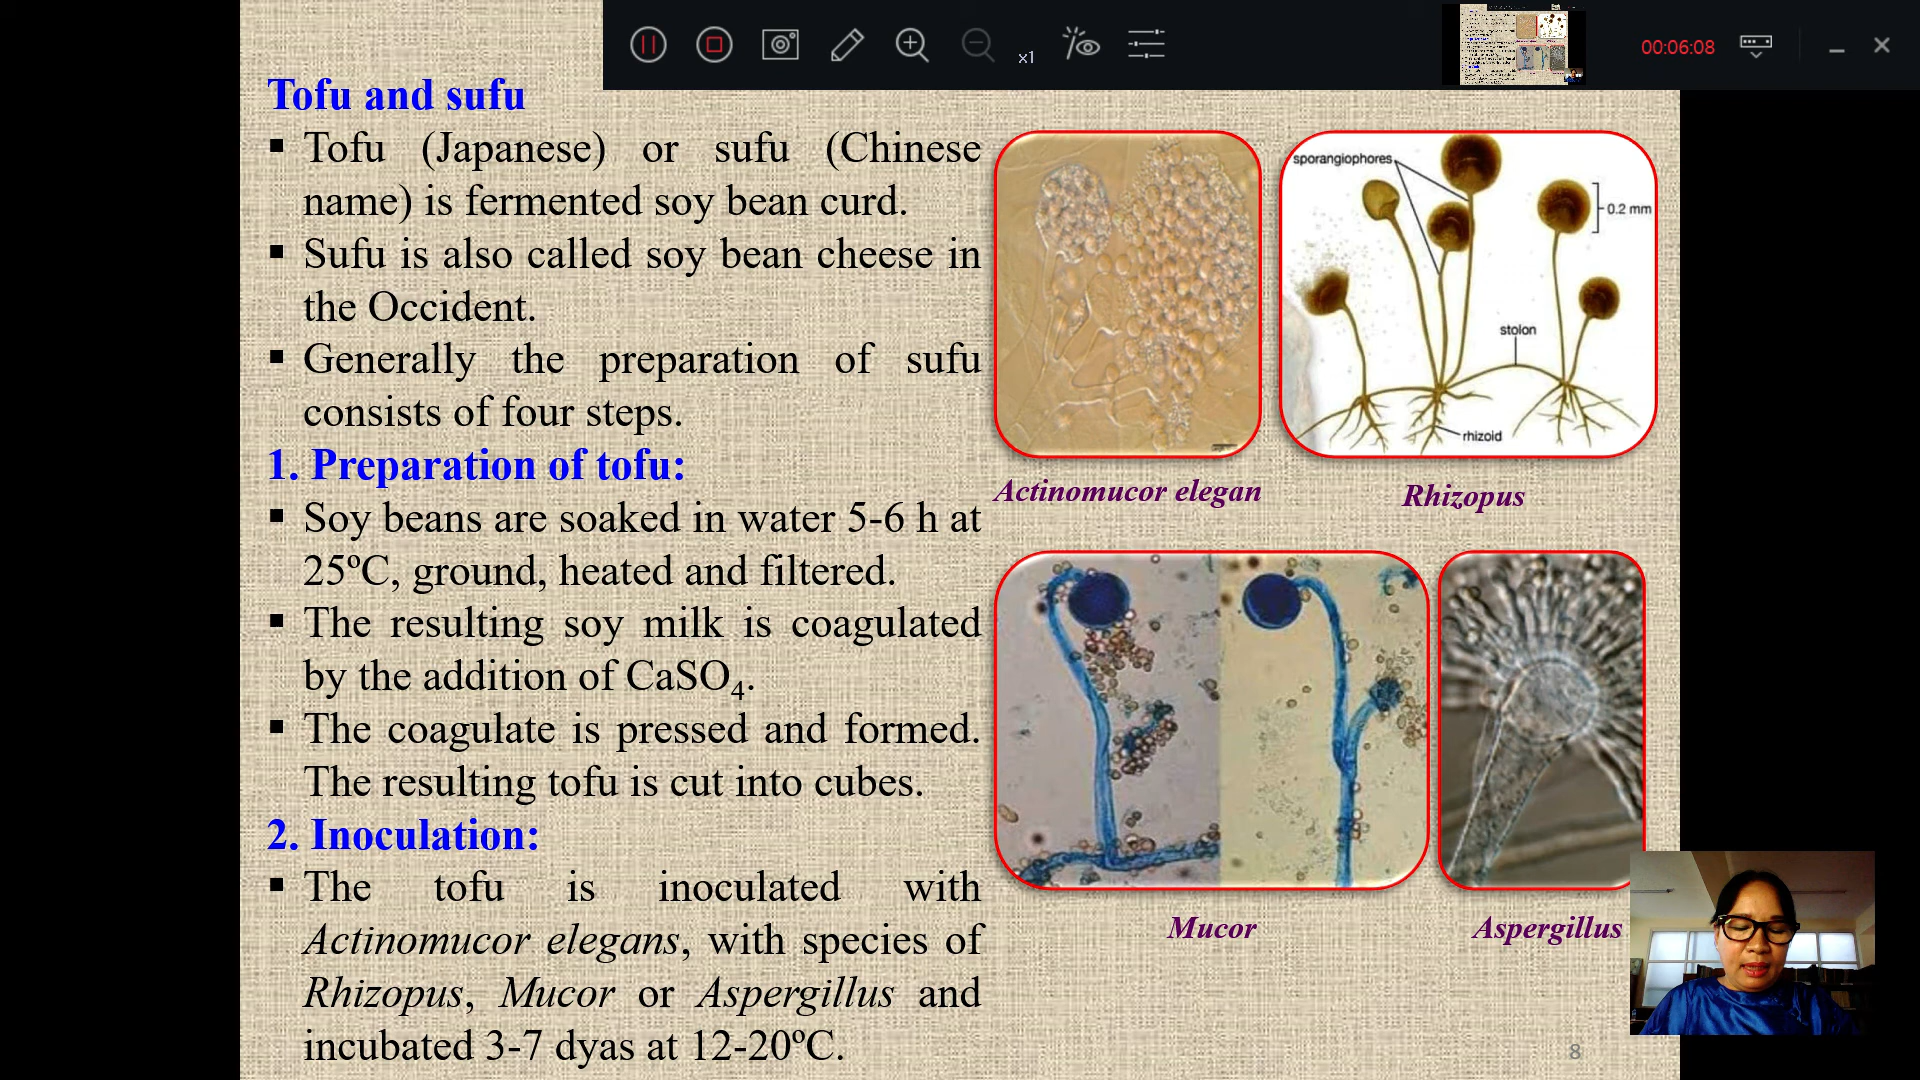 x1
00:06:08
Tofu and sufu
▪ Tofu (Japanese) or sufu (Chinese
name) is fermented soy bean curd.
▪ Sufu is also called soy bean cheese in
the Occident.
▪ Generally the preparation of sufu
consists of four steps.
1. Preparation of tofu:
▪ Soy beans are soaked in water 5-6 h at
25ºC, ground, heated and filtered.
▪ The resulting soy milk is coagulated
by the addition of CaSO₄.
▪ The coagulate is pressed and formed.
The resulting tofu is cut into cubes.
2. Inoculation:
▪ The tofu is inoculated with
Actinomucor elegans, with species of
Rhizopus, Mucor or Aspergillus and
incubated 3-7 dyas at 12-20ºC.
sporangiophores
0.2 mm
stolon
rhizoid
Actinomucor elegan
Rhizopus
Mucor
Aspergillus
8